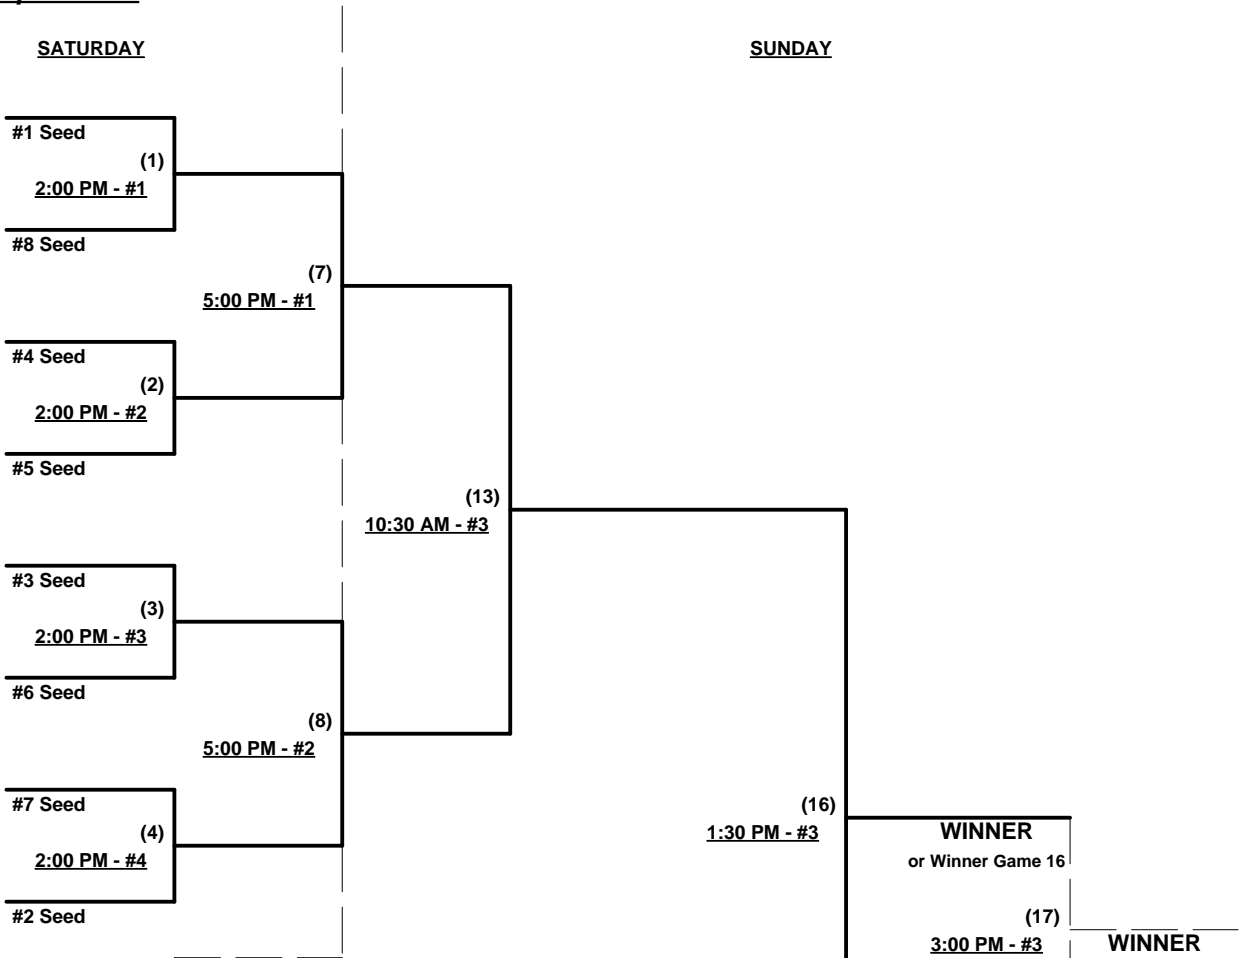 SATURDAY
SUNDAY
#1 Seed
(1)
2:00 PM - #1
#8 Seed
(7)
5:00 PM - #1
#4 Seed
(2)
2:00 PM - #2
#5 Seed
(13)
10:30 AM - #3
#3 Seed
(3)
2:00 PM - #3
#6 Seed
(8)
5:00 PM - #2
#7 Seed
(4)
2:00 PM - #4
#2 Seed
(16)
1:30 PM - #3
WINNER
or Winner Game 16
(17)
3:00 PM - #3
WINNER